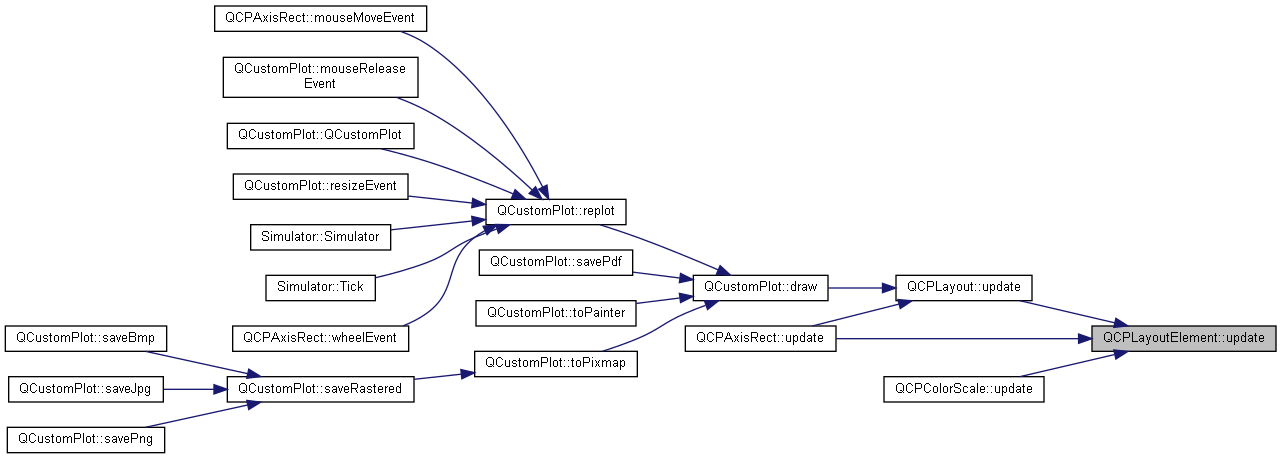 QCPAxisRect::mouseMoveEvent
QCustomPlot::mouseRelease
Event
QCustomPlot::QCustomPlot
QCustomPlot::resizeEvent
QCustomPlot::replot
Simulator::Simulator
QCustomPlot::savePdf
Simulator::Tick
QCustomPlot::draw
QCPLayout::update
QCustomPlot::toPainter
QCPAxisRect::wheelEvent
QCPAxisRect::update
QCPLayoutElement::update
QCustomPlot::saveBmp
QCustomPlot::toPixmap
QCustomPlot::saveJpg
QCustomPlot::saveRastered
QCPColorScale::update
QCustomPlot::savePng